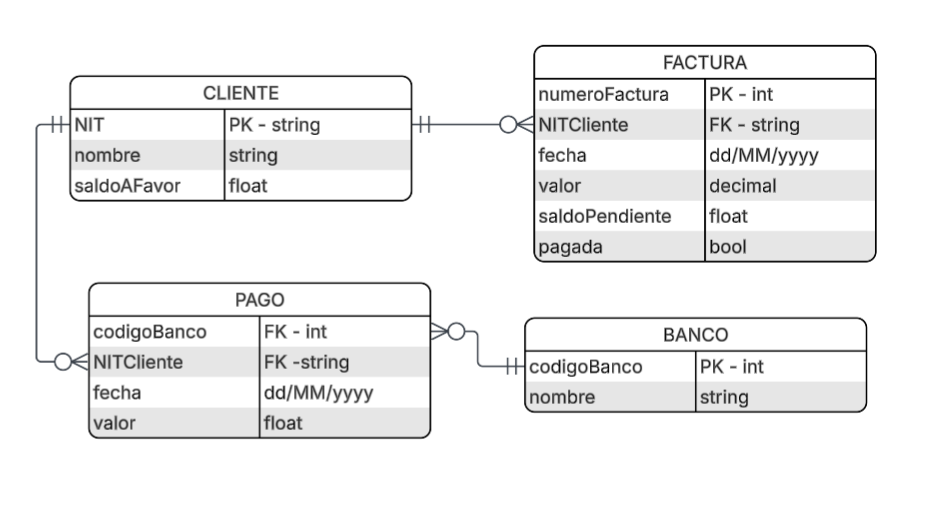 CLIENTE
NIT PK - string
nombre string
saldoAFavor float
FACTURA
numeroFactura PK - int
NITCliente FK - string
fecha dd/MM/yyyy
valor decimal
saldoPendiente float
pagada bool
PAGO
codigoBanco FK - int
NITCliente FK -string
fecha dd/MM/yyyy
valor float
BANCO
codigoBanco PK - int
nombre string